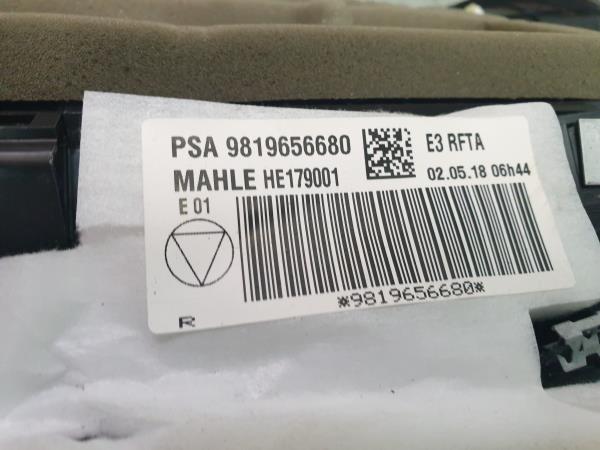 PSA 9819656680 E3 RFTA
MAHLE HE179001 02.05.18 06h44
E 01
*9819656680*
R